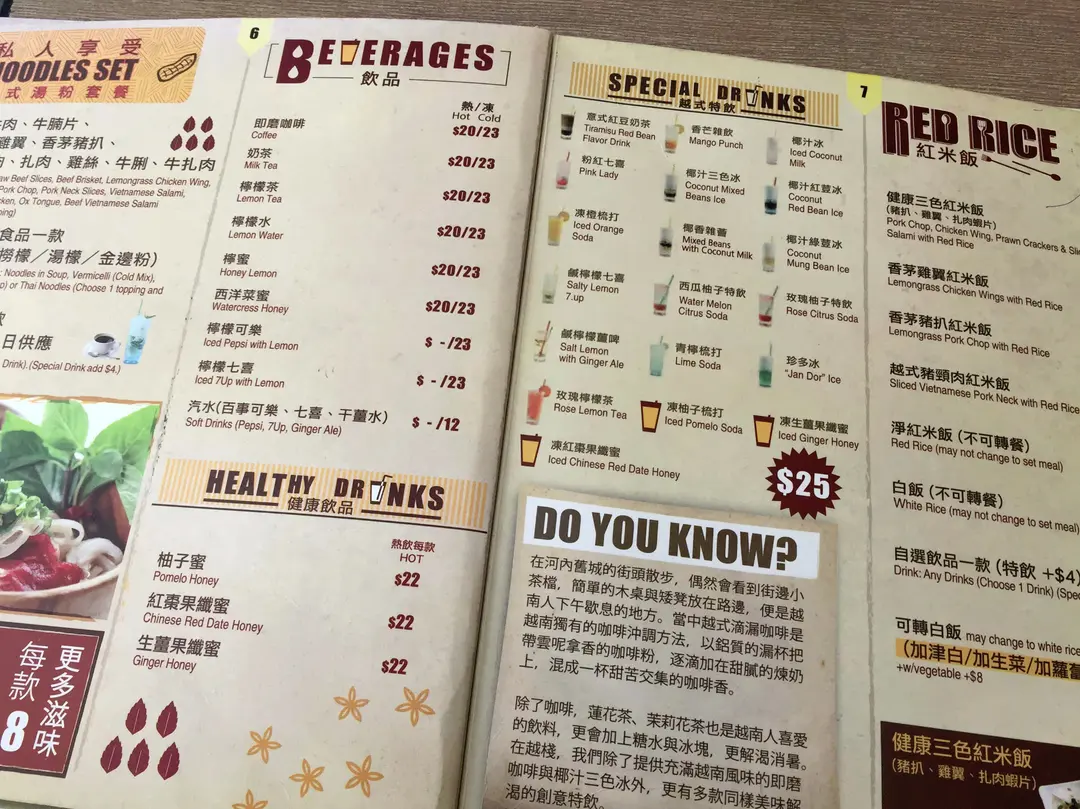 私人享受
NOODLES SET
式湯粉套餐
牛肉、牛腩片、
雞翼、香茅豬扒、
扎肉、雞絲、牛脷、牛扎肉
Beef Slices, Beef Brisket, Lemongrass Chicken Wing,
Pork Chop, Pork Neck Slices, Vietnamese Salami,
Ox Tongue, Beef Vietnamese Salami
食品一款
撈檬／湯檬／金邊粉）
Noodles in Soup, Vermicelli (Cold Mix),
or Thai Noodles (Choose 1 topping and
日供應
Drink).(Special Drink add $4.)
更多滋味
每款
8
6
BEVERAGES
飲品
熱/凍
Hot Cold
即磨咖啡 $20/23
Coffee
奶茶 $20/23
Milk Tea
檸檬茶 $20/23
Lemon Tea
檸檬水 $20/23
Lemon Water
檸蜜 $20/23
Honey Lemon
西洋菜蜜 $20/23
Watercress Honey
檸檬可樂 $ - /23
Iced Pepsi with Lemon
檸檬七喜 $ - /23
Iced 7Up with Lemon
汽水(百事可樂、七喜、干薑水) $ - /12
Soft Drinks (Pepsi, 7Up, Ginger Ale)
HEALTHY DRINKS
健康飲品
熱飲每款
HOT
柚子蜜 $22
Pomelo Honey
紅棗果纖蜜 $22
Chinese Red Date Honey
生薑果纖蜜 $22
Ginger Honey
SPECIAL DRINKS
越式特飲
意式紅豆奶茶
Tiramisu Red Bean
Flavor Drink
香芒雜飲
Mango Punch
椰汁冰
Iced Coconut
Milk
粉紅七喜
Pink Lady
椰汁三色冰
Coconut Mixed
Beans Ice
椰汁紅荳冰
Coconut
Red Bean Ice
凍橙梳打
Iced Orange
Soda
椰香雜薈
Mixed Beans
with Coconut Milk
椰汁綠荳冰
Coconut
Mung Bean Ice
鹹檸檬七喜
Salty Lemon
7.up
西瓜柚子特飲
Water Melon
Citrus Soda
玫瑰柚子特飲
Rose Citrus Soda
鹹檸檬薑啤
Salt Lemon
with Ginger Ale
青檸梳打
Lime Soda
珍多冰
"Jan Dor" Ice
玫瑰檸檬茶
Rose Lemon Tea
凍柚子梳打
Iced Pomelo Soda
凍生薑果纖蜜
Iced Ginger Honey
凍紅棗果纖蜜
Iced Chinese Red Date Honey
$25
DO YOU KNOW?
在河內舊城的街頭散步，偶然會看到街邊小
茶檔，簡單的木桌與矮凳放在路邊，便是越
南人下午歇息的地方。當中越式滴漏咖啡是
越南獨有的咖啡沖調方法，以鋁質的漏杯把
帶雲呢拿香的咖啡粉，逐滴加在甜膩的煉奶
上，混成一杯甜苦交集的咖啡香。
除了咖啡，蓮花茶、茉莉花茶也是越南人喜愛
的飲料，更會加上糖水與冰塊，更解渴消暑。
在越棧，我們除了提供充滿越南風味的即磨
咖啡與椰汁三色冰外，更有多款同樣美味解
渴的創意特飲。
7
RED RICE
紅米飯
健康三色紅米飯
(豬扒、雞翼、扎肉蝦片)
Pork Chop, Chicken Wing, Prawn Crackers &
Salami with Red Rice
香茅雞翼紅米飯
Lemongrass Chicken Wings with Red Rice
香茅豬扒紅米飯
Lemongrass Pork Chop with Red Rice
越式豬頸肉紅米飯
Sliced Vietnamese Pork Neck with Red Rice
淨紅米飯 (不可轉餐)
Red Rice (may not change to set meal)
白飯 (不可轉餐)
White Rice (may not change to set meal)
自選飲品一款 (特飲 +$4)
Drink: Any Drinks (Choose 1 Drink)
可轉白飯 may change to white rice
(加津白/加生菜/加蘿蔔
+w/vegetable +$8
健康三色紅米飯
(豬扒、雞翼、扎肉蝦片)